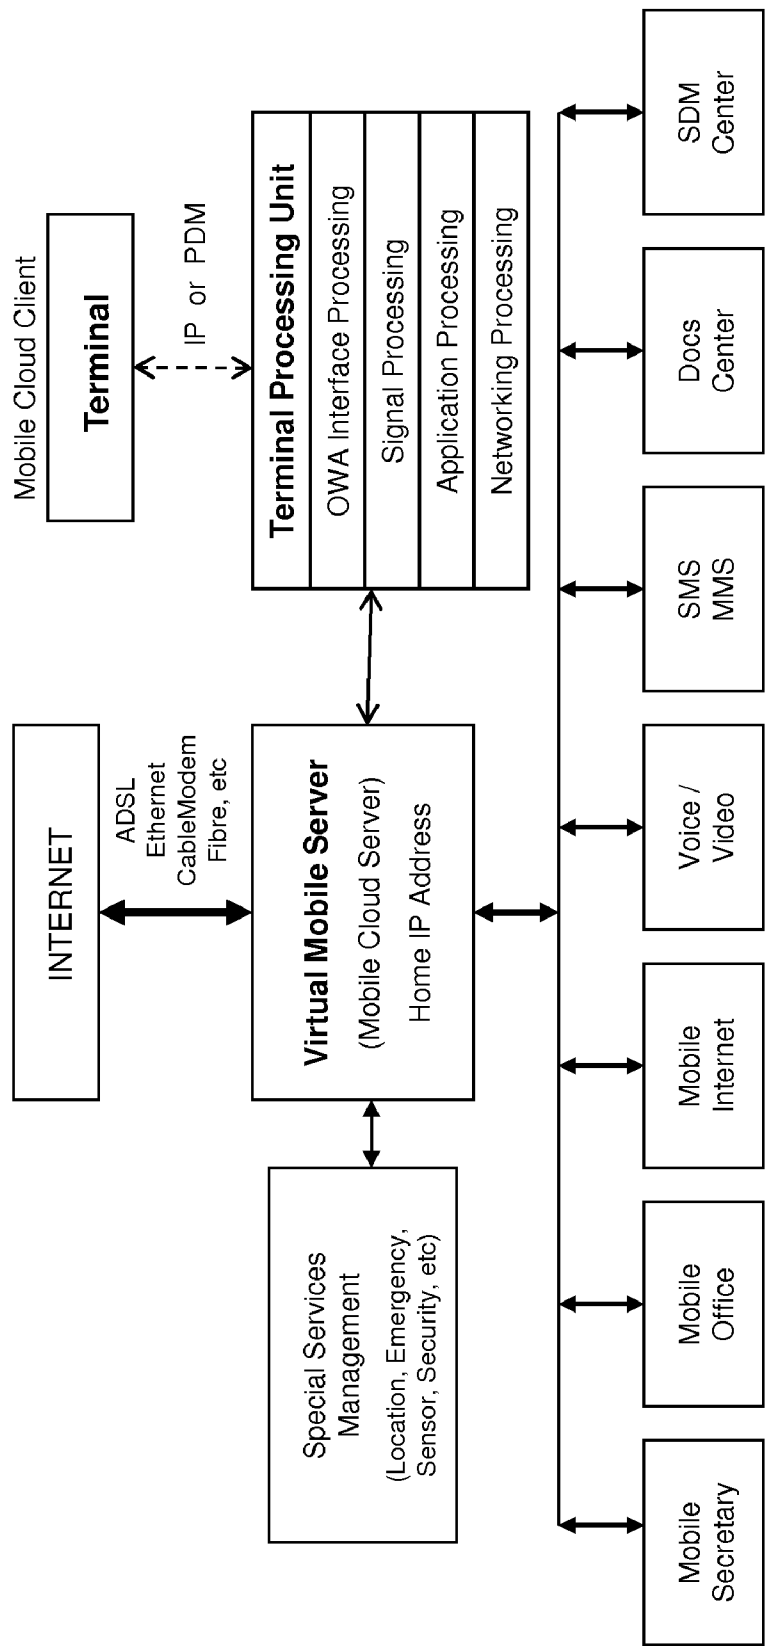 INTERNET
ADSL
Ethernet
CableModem
Fibre, etc
Mobile Cloud Client
Terminal
IP or PDM
Special Services
Management
(Location, Emergency,
Sensor, Security, etc)
Virtual Mobile Server
(Mobile Cloud Server)
Home IP Address
Terminal Processing Unit
OWA Interface Processing
Signal Processing
Application Processing
Networking Processing
Mobile
Secretary
Mobile
Office
Mobile
Internet
Voice /
Video
SMS
MMS
Docs
Center
SDM
Center